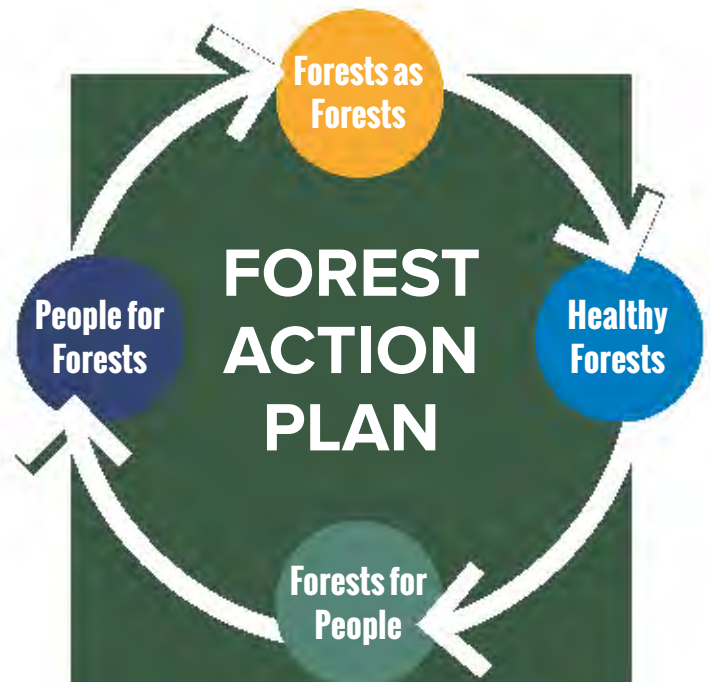 Forests as
Forests
FOREST
ACTION
PLAN
People for
Forests
Healthy
Forests
Forests for
People